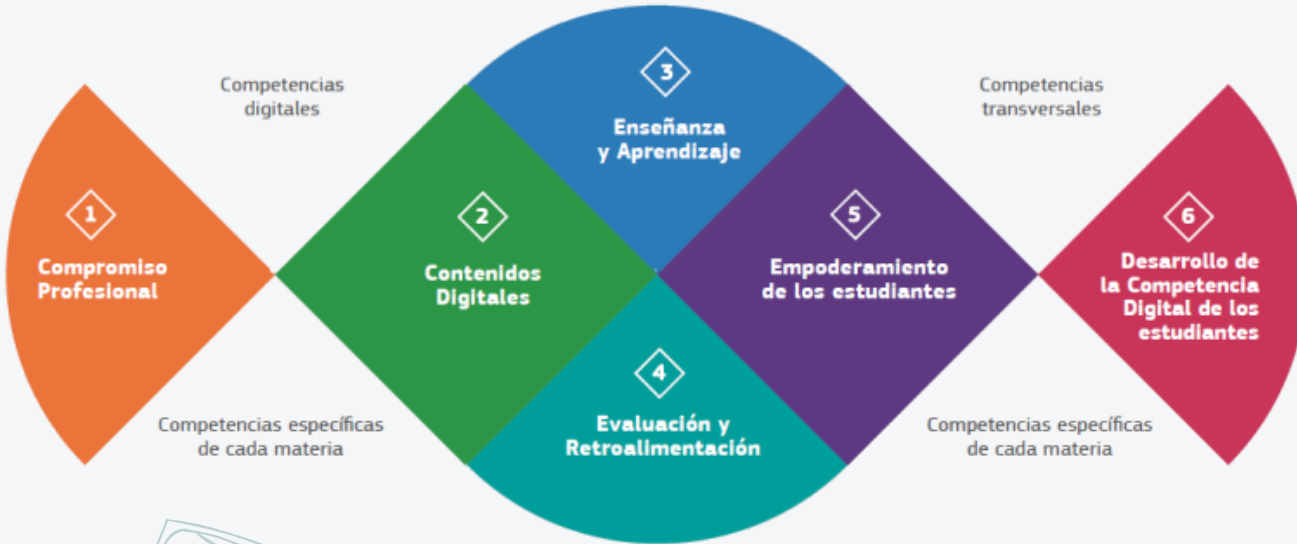 Competencias
digitales
Competencias
transversales
1
Compromiso
Profesional
2
Contenidos
Digitales
3
Enseñanza
y Aprendizaje
4
Evaluación y
Retroalimentación
5
Empoderamiento
de los estudiantes
6
Desarrollo de
la Competencia
Digital de los
estudiantes
Competencias específicas
de cada materia
Competencias específicas
de cada materia